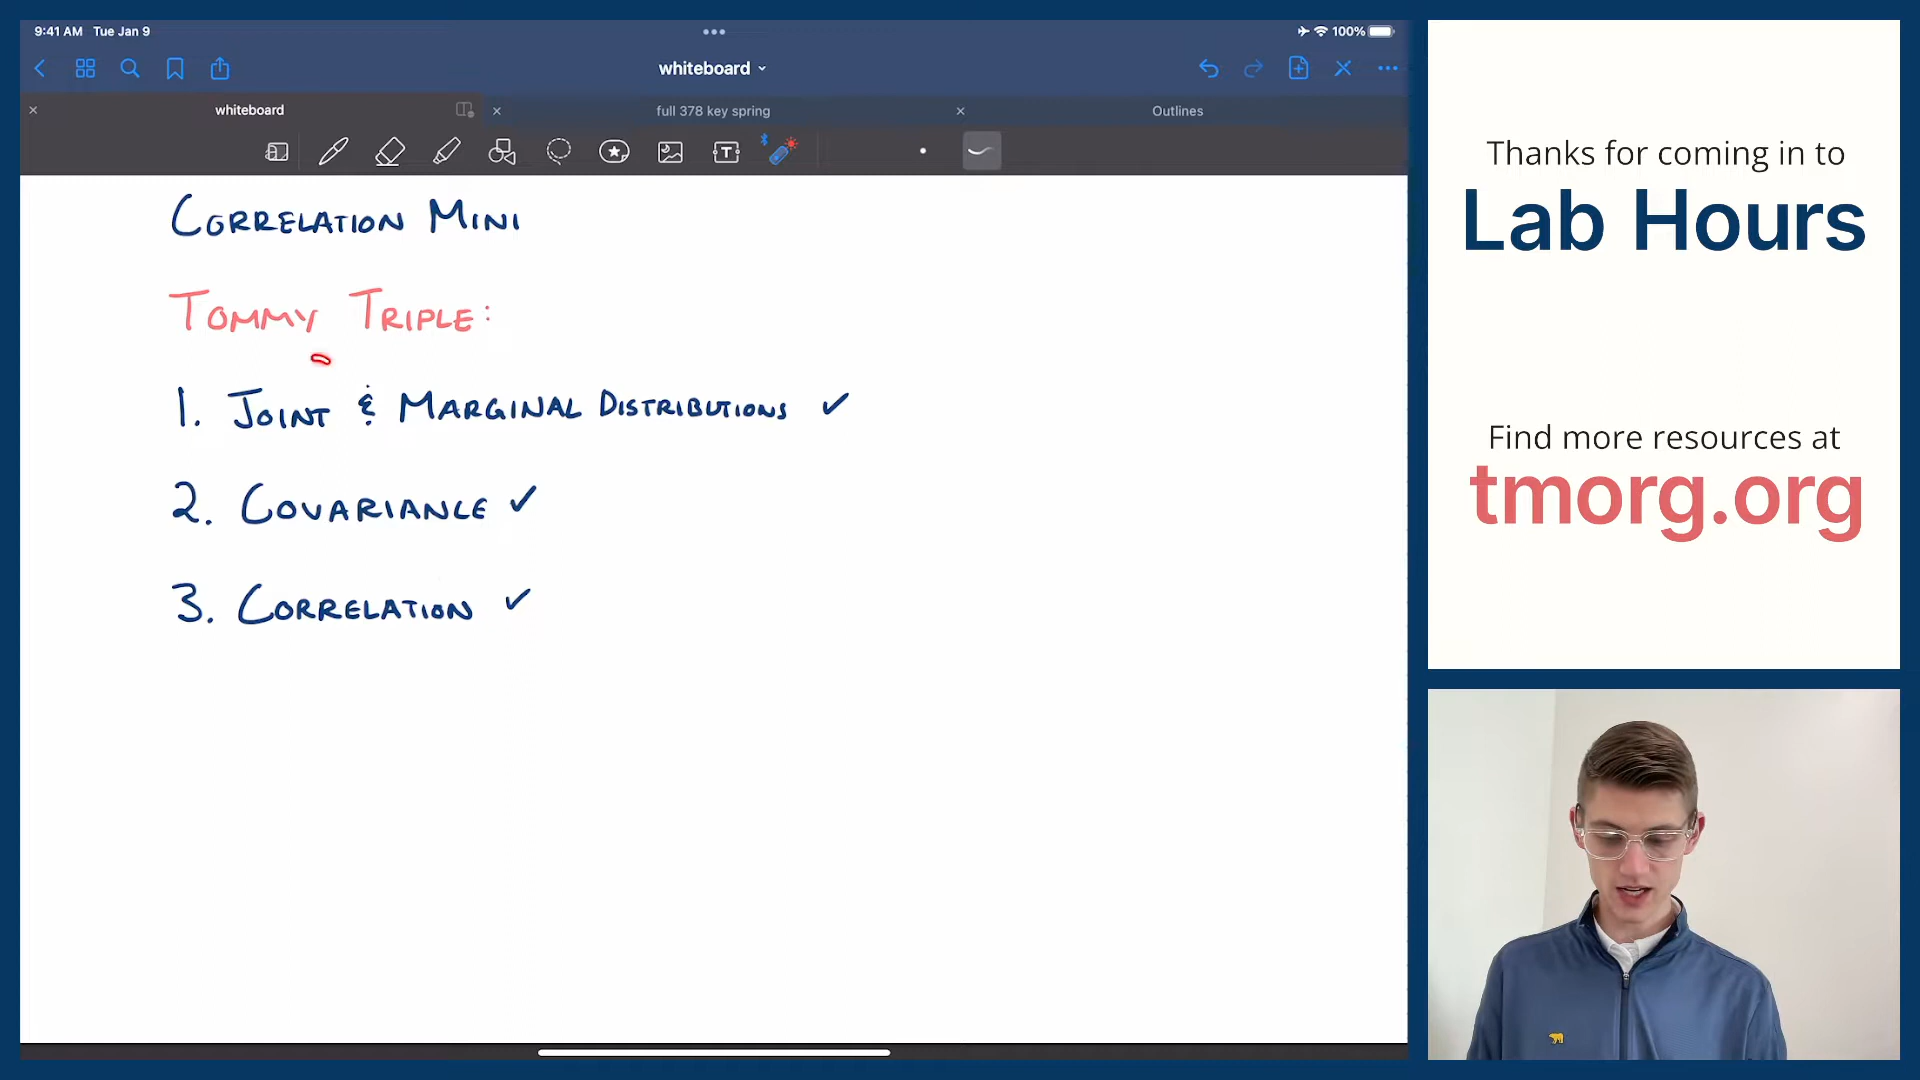 9:41 AM Tue Jan 9
100%
whiteboard
whiteboard
full 378 key spring
Outlines
T
CORRELATION MINI
TOMMY TRIPLE:
1. JOINT & MARGINAL DISTRIBUTIONS ✓
2. COVARIANCE ✓
3. CORRELATION ✓
Thanks for coming in to
Lab Hours
Find more resources at
tmorg.org